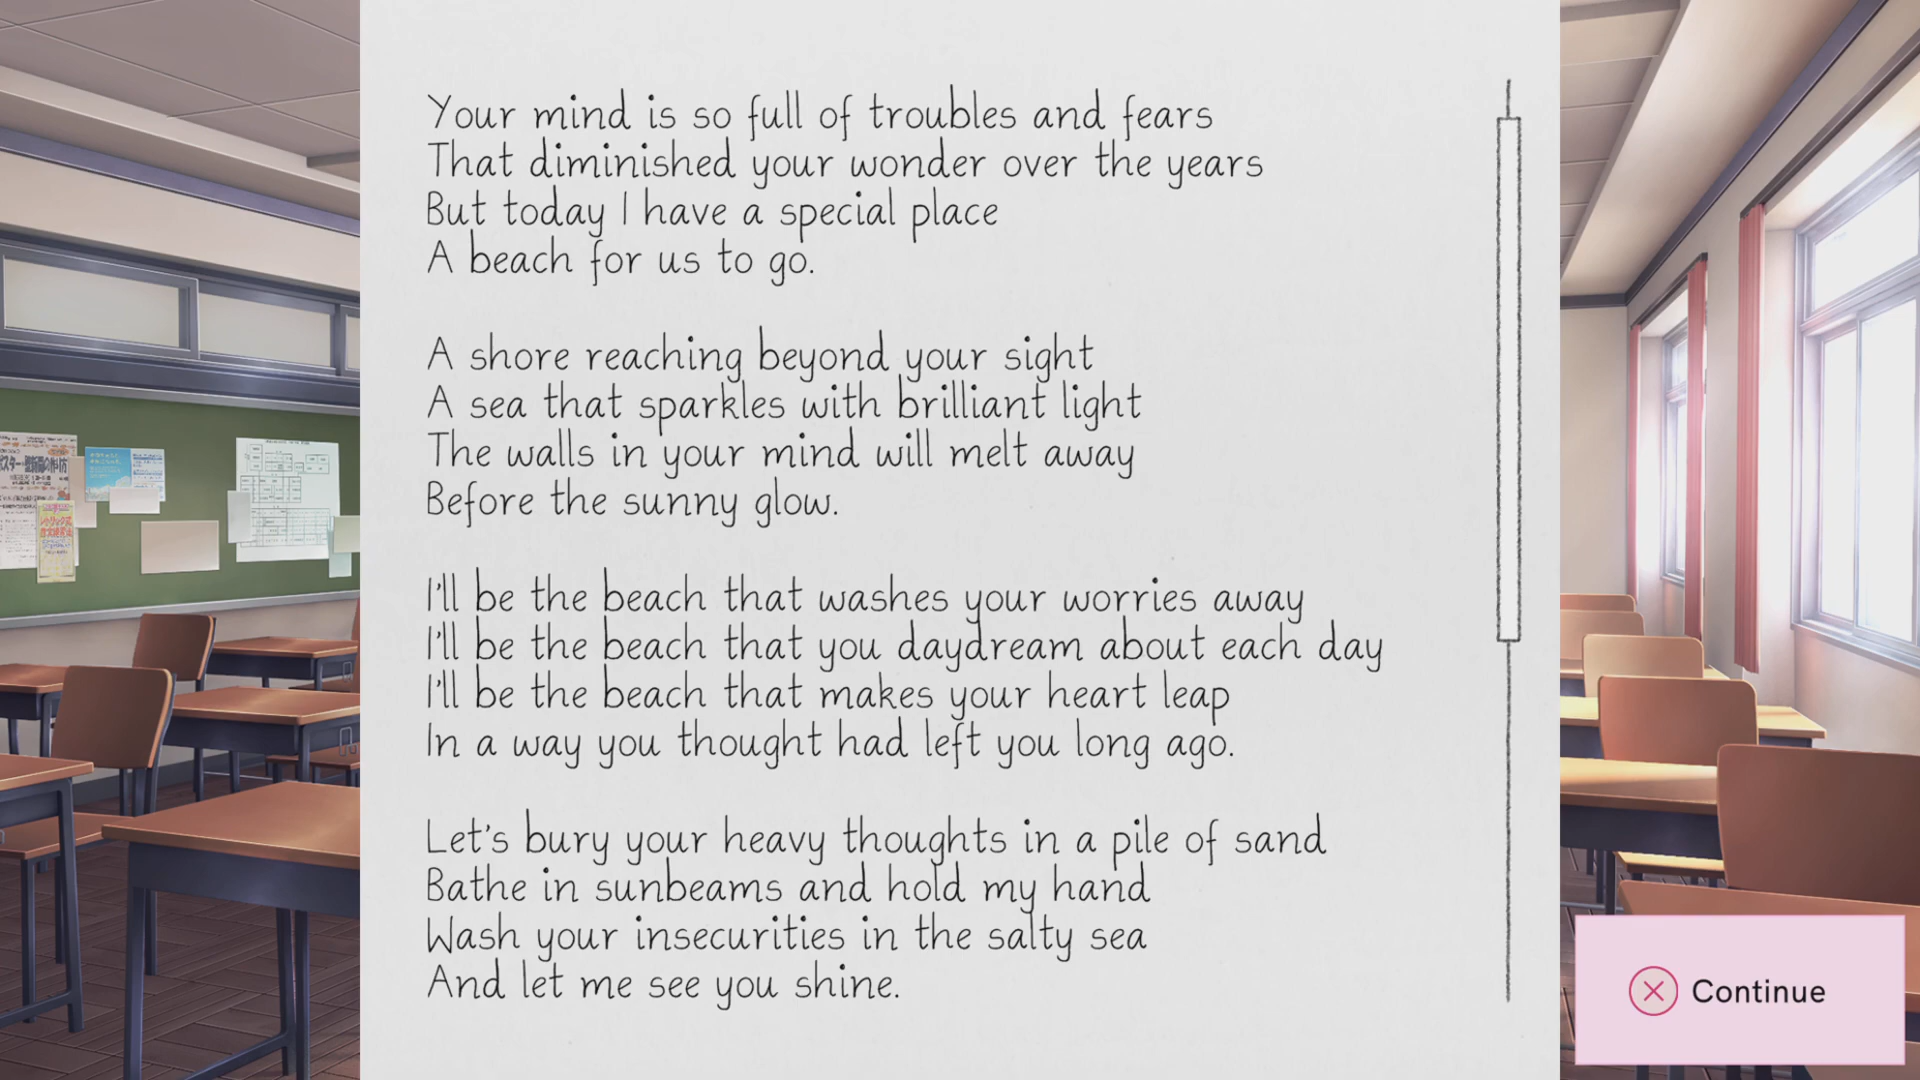 Your mind is so full of troubles and fears
That diminished your wonder over the years
But today I have a special place
A beach for us to go.
A shore reaching beyond your sight
A sea that sparkles with brilliant light
The walls in your mind will melt away
Before the sunny glow.
I'll be the beach that washes your worries away
I'll be the beach that you daydream about each day
I'll be the beach that makes your heart leap
In a way you thought had left you long ago.
Let's bury your heavy thoughts in a pile of sand
Bathe in sunbeams and hold my hand
Wash your insecurities in the salty sea
And let me see you shine.
Continue